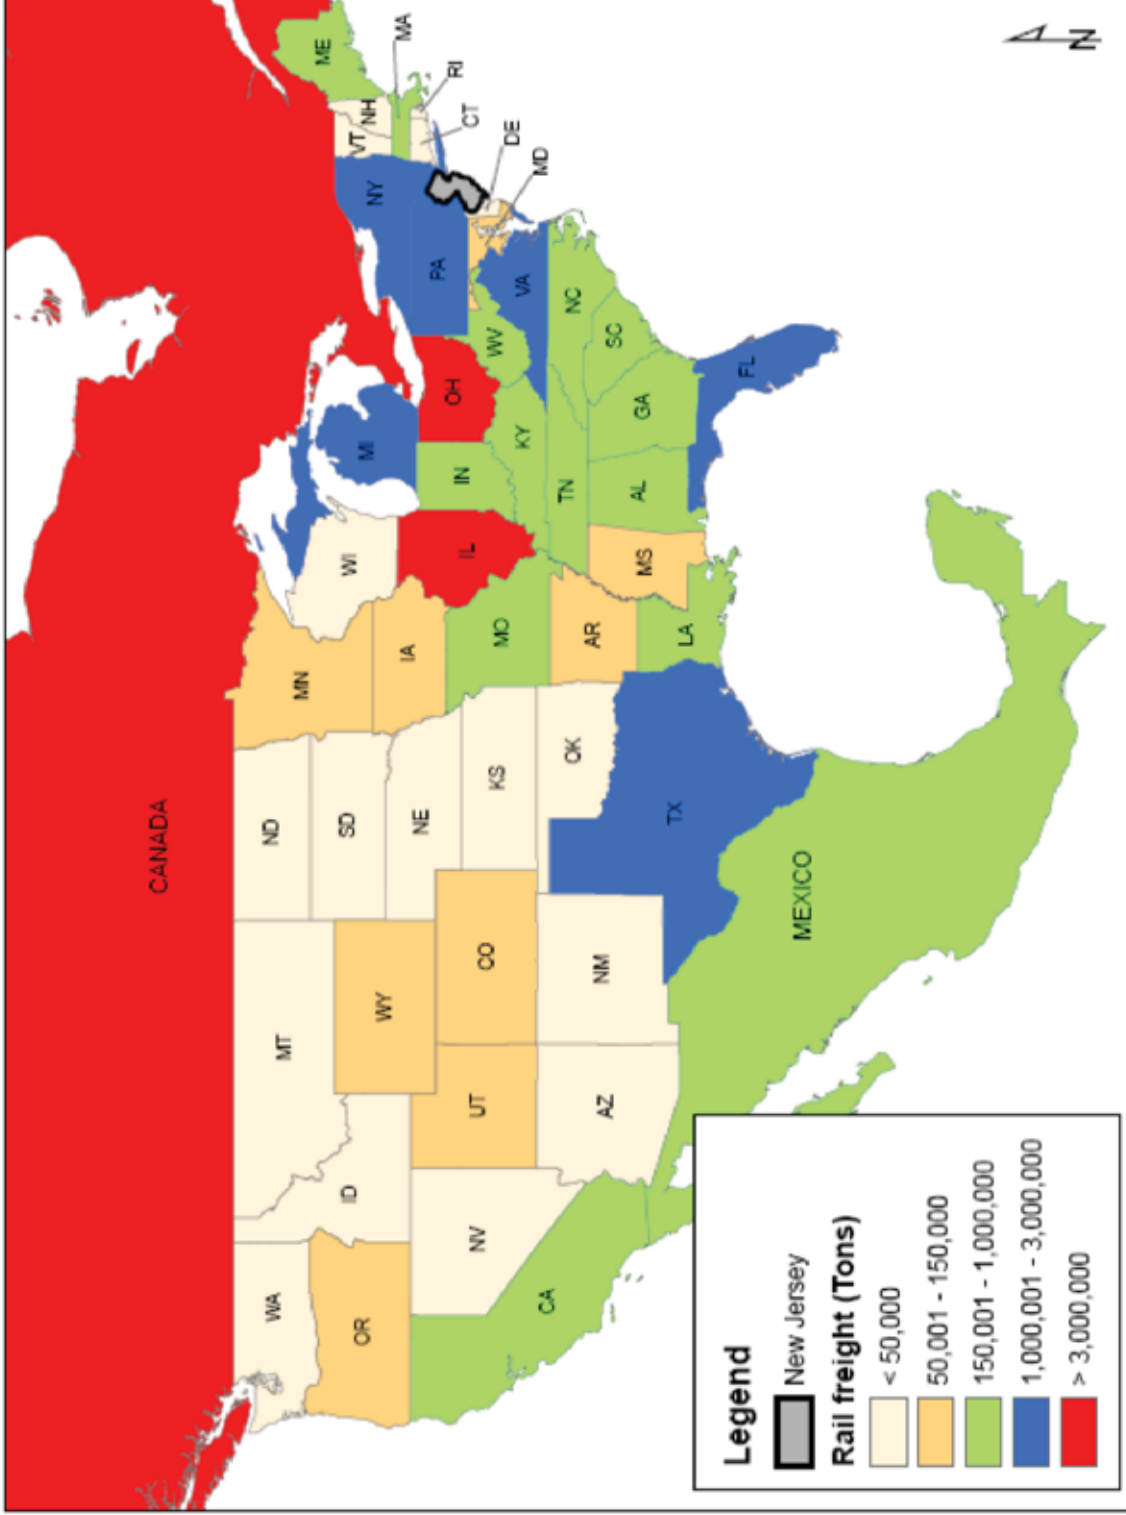 CANADA
WA
MT
ND
MN
OR
ID
WY
SD
WI
MI
NY
VT
NH
ME
MA
RI
CT
DE
MD
NV
UT
CO
NE
IA
IL
IN
OH
PA
KS
MO
KY
WV
VA
CA
AZ
NM
OK
AR
TN
NC
SC
TX
LA
MS
AL
GA
FL
MEXICO
N
Legend
New Jersey
Rail freight (Tons)
< 50,000
50,001 - 150,000
150,001 - 1,000,000
1,000,001 - 3,000,000
> 3,000,000